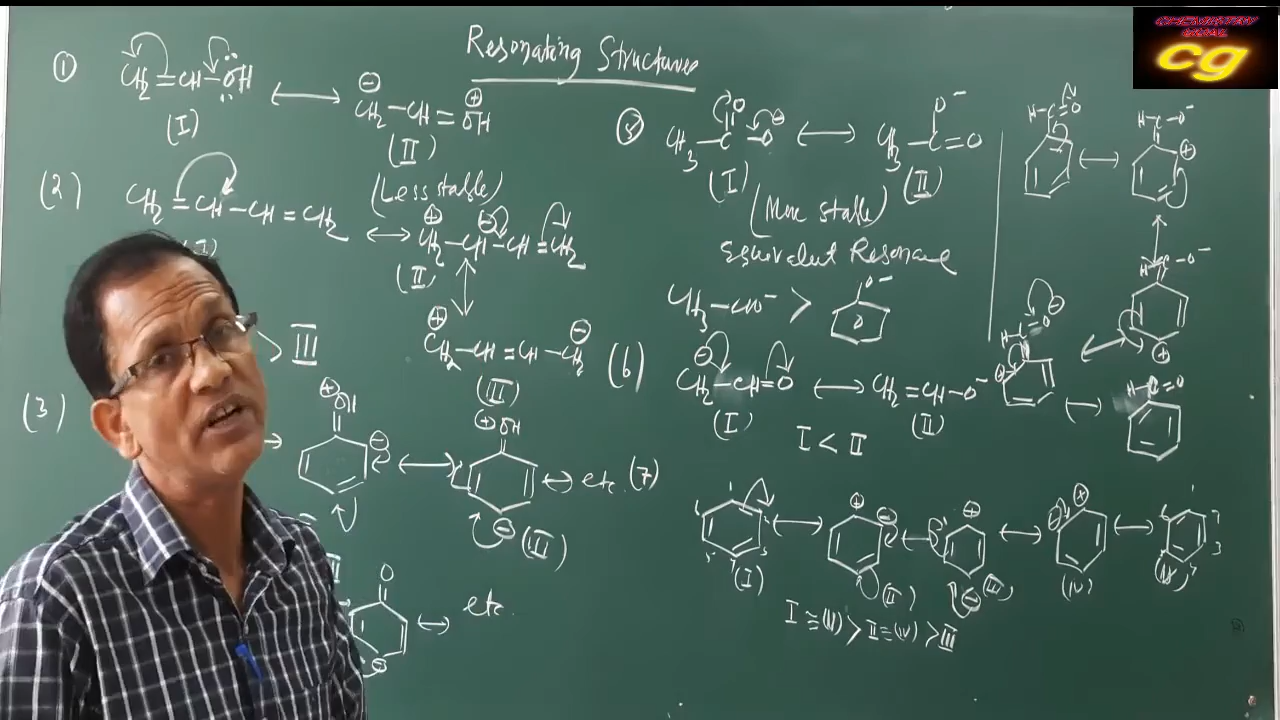 Resonating Structures
cg
① CH₂=CH-ÖH ↔ ⊖CH₂-CH=⊕OH
(I) (II)
(Less stable)
(2) CH₂=CH-CH=CH₂ ↔ ⊕CH₂-CH⊖-CH=CH₂
(I) (II)
⊕CH₂-CH=CH-CH₂⊖
(III)
> III
(3) ⊕OH ⊖ ↔ ⊕OH ⊖ (II) ↔ etc.
O ⊖ ↔ etc.
⑤ CH₃-C O O⊖ ↔ CH₃-C O⁻ =O
(I) (II)
(More stable)
Equivalent Resonance
CH₃-COO⁻ > O⁻
(6) ⊖CH₂-CH=O ↔ CH₂=CH-O⁻
(I) (II)
I < II
H-C=O ↔ H-C-O⁻ ⊕
H-C-O⁻ ⊕
H-C-O⊖ ⊕ ↔ H-C=O
(7) (I) ↔ ⊕ ⊖ (II) ↔ ⊕ ⊖ (III) ↔ ⊖ ⊕ (IV) ↔
> II = (IV) > III